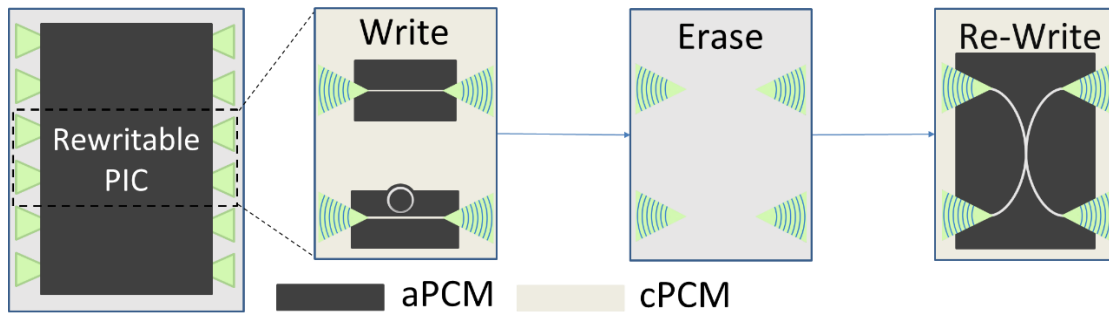 Rewritable
PIC
Write
Erase
Re-Write
aPCM
cPCM